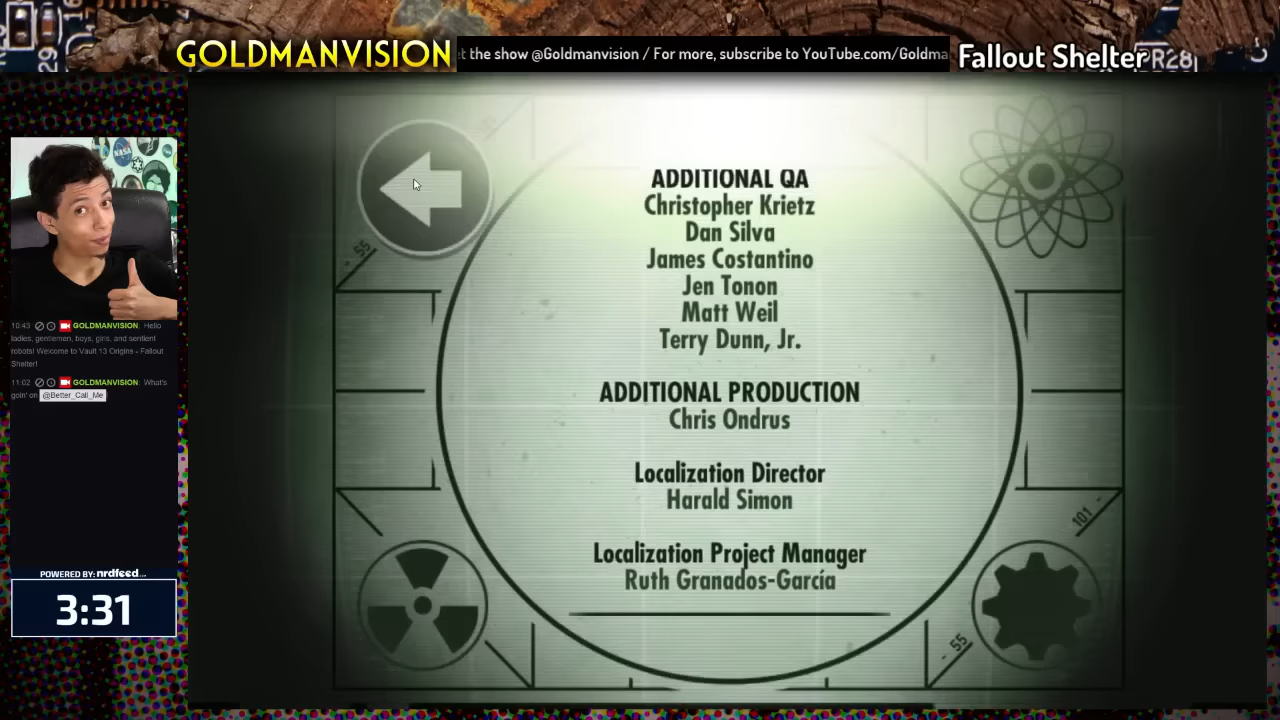 GOLDMANVISION
t the show @Goldmanvision / For more, subscribe to YouTube.com/Goldma
Fallout Shelter
PR28
29
NASA
10:43 GOLDMANVISION: Hello
ladies, gentlemen, boys, girls, and sentient
robots! Welcome to Vault 13 Origins - Fallout
Shelter!
11:02 GOLDMANVISION: What's
goin' on @Better_Call_Me
POWERED BY: nrdfeed
3:31
- 55
ADDITIONAL QA
Christopher Krietz
Dan Silva
James Costantino
Jen Tonon
Matt Weil
Terry Dunn, Jr.
ADDITIONAL PRODUCTION
Chris Ondrus
Localization Director
Harald Simon
Localization Project Manager
Ruth Granados-García
101 -
- 55